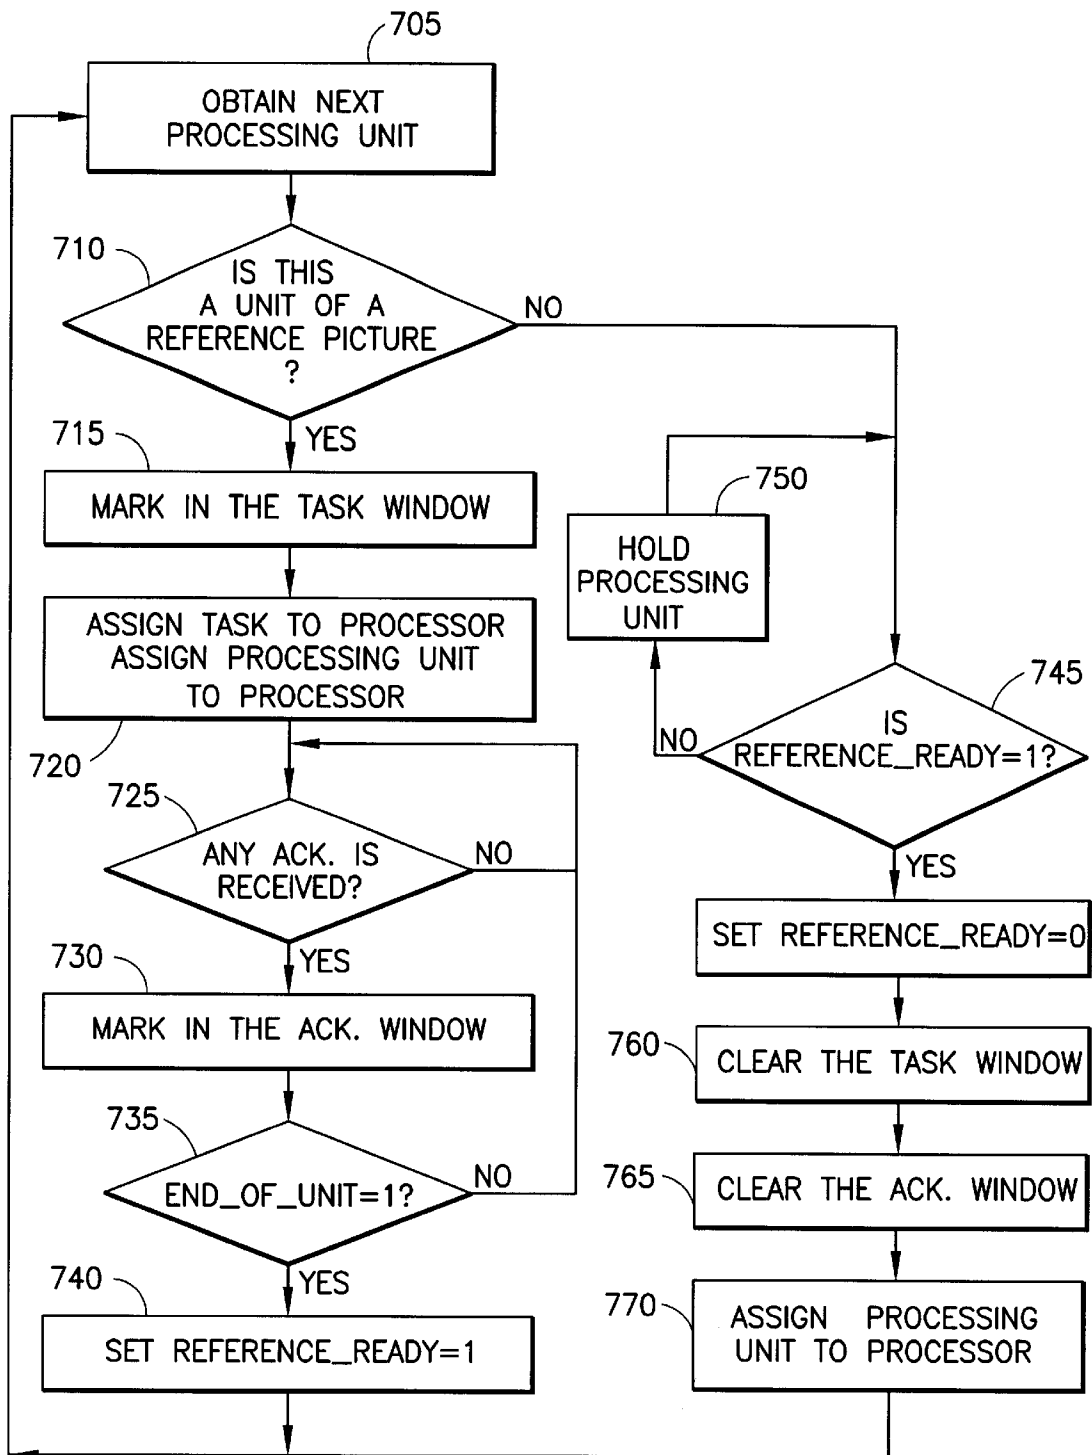 705
OBTAIN NEXT
PROCESSING UNIT
710
IS THIS
A UNIT OF A
REFERENCE PICTURE
?
NO
YES
715
MARK IN THE TASK WINDOW
ASSIGN TASK TO PROCESSOR
ASSIGN PROCESSING UNIT
TO PROCESSOR
720
725
ANY ACK. IS
RECEIVED?
NO
YES
730
MARK IN THE ACK. WINDOW
735
END_OF_UNIT=1?
NO
YES
740
SET REFERENCE_READY=1
750
HOLD
PROCESSING
UNIT
745
IS
REFERENCE_READY=1?
NO
YES
SET REFERENCE_READY=0
760
CLEAR THE TASK WINDOW
765
CLEAR THE ACK. WINDOW
770
ASSIGN PROCESSING
UNIT TO PROCESSOR